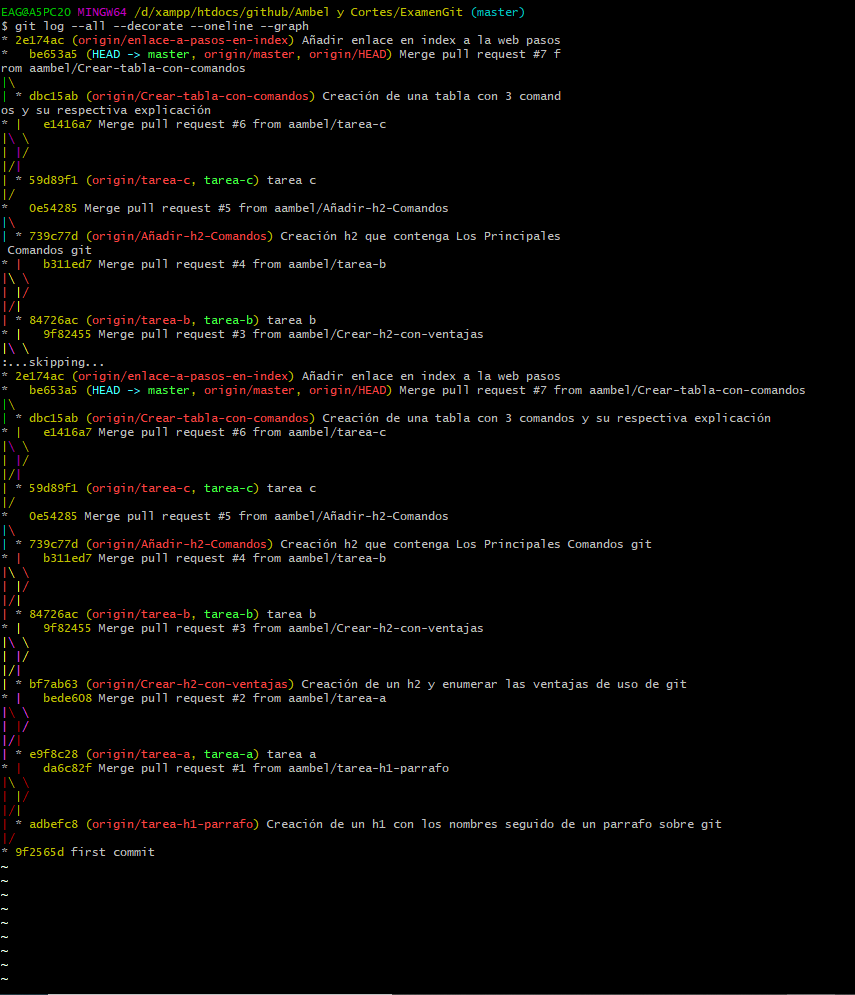 EAG@A5PC20 MINGW64 /d/xampp/htdocs/github/Ambel y Cortes/ExamenGit (master)
$ git log --all --decorate --oneline --graph
* 2e174ac (origin/enlace-a-pasos-en-index) Añadir enlace en index a la web pasos
*   be653a5 (HEAD -> master, origin/master, origin/HEAD) Merge pull request #7 f
rom aambel/Crear-tabla-con-comandos
|\
| * dbc15ab (origin/Crear-tabla-con-comandos) Creación de una tabla con 3 comand
os y su respectiva explicación
* |   e1416a7 Merge pull request #6 from aambel/tarea-c
|\ \
| |/
|/|
| * 59d89f1 (origin/tarea-c, tarea-c) tarea c
|/
*   0e54285 Merge pull request #5 from aambel/Añadir-h2-Comandos
|\
| * 739c77d (origin/Añadir-h2-Comandos) Creación h2 que contenga Los Principales
 Comandos git
* |   b311ed7 Merge pull request #4 from aambel/tarea-b
|\ \
| |/
|/|
| * 84726ac (origin/tarea-b, tarea-b) tarea b
* |   9f82455 Merge pull request #3 from aambel/Crear-h2-con-ventajas
|\ \
:...skipping...
* 2e174ac (origin/enlace-a-pasos-en-index) Añadir enlace en index a la web pasos
*   be653a5 (HEAD -> master, origin/master, origin/HEAD) Merge pull request #7 from aambel/Crear-tabla-con-comandos
|\
| * dbc15ab (origin/Crear-tabla-con-comandos) Creación de una tabla con 3 comandos y su respectiva explicación
* |   e1416a7 Merge pull request #6 from aambel/tarea-c
|\ \
| |/
|/|
| * 59d89f1 (origin/tarea-c, tarea-c) tarea c
|/
*   0e54285 Merge pull request #5 from aambel/Añadir-h2-Comandos
|\
| * 739c77d (origin/Añadir-h2-Comandos) Creación h2 que contenga Los Principales Comandos git
* |   b311ed7 Merge pull request #4 from aambel/tarea-b
|\ \
| |/
|/|
| * 84726ac (origin/tarea-b, tarea-b) tarea b
* |   9f82455 Merge pull request #3 from aambel/Crear-h2-con-ventajas
|\ \
| |/
|/|
| * bf7ab63 (origin/Crear-h2-con-ventajas) Creación de un h2 y enumerar las ventajas de uso de git
* |   bede608 Merge pull request #2 from aambel/tarea-a
|\ \
| |/
|/|
| * e9f8c28 (origin/tarea-a, tarea-a) tarea a
* |   da6c82f Merge pull request #1 from aambel/tarea-h1-parrafo
|\ \
| |/
|/|
| * adbefc8 (origin/tarea-h1-parrafo) Creación de un h1 con los nombres seguido de un parrafo sobre git
|/
* 9f2565d first commit
~
~
~
~
~
~
~
~
~